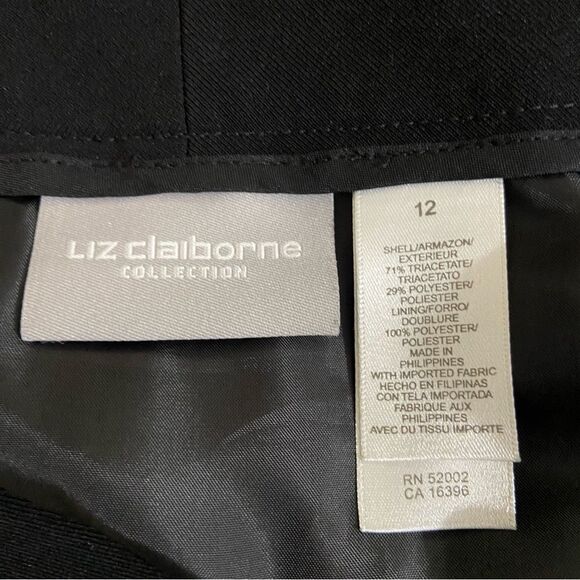 Liz claiborne
COLLECTION
12
SHELL/ARMAZON/
EXTERIEUR
71% TRIACETATE/
TRIACETATO
29% POLYESTER/
POLIESTER
LINING/FORRO/
DOUBLURE
100% POLYESTER/
POLIESTER
MADE IN
PHILIPPINES
WITH IMPORTED FABRIC
HECHO EN FILIPINAS
CON TELA IMPORTADA
FABRIQUE AUX
PHILIPPINES
AVEC DU TISSU IMPORTE
RN 52002
CA 16396